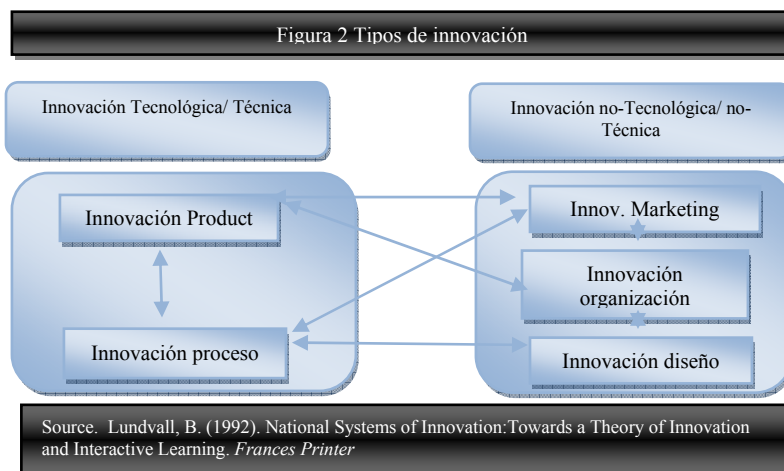 Figura 2 Tipos de innovación
Innovación Tecnológica/ Técnica
Innovación no-Tecnológica/ no-
Técnica
Innovación Product
Innovación proceso
Innov. Marketing
Innovación
organización
Innovación diseño
Source. Lundvall, B. (1992). National Systems of Innovation:Towards a Theory of Innovation
and Interactive Learning. Frances Printer